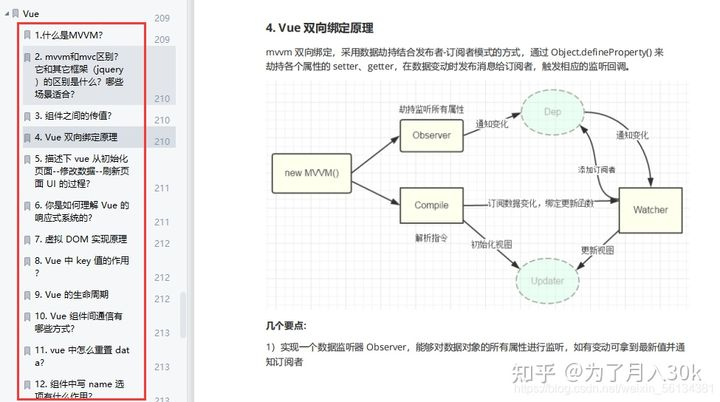 Vue
209
1.什么是MVVM?
209
2. mvvm和mvc区别?
它和其它框架（jquery
）的区别是什么？哪些
场景适合？
210
3. 组件之间的传值?
210
4. Vue 双向绑定原理
210
5. 描述下 vue 从初始化
页面--修改数据--刷新页
面 UI 的过程?
211
6. 你是如何理解 Vue 的
响应式系统的?
211
7. 虚拟 DOM 实现原理
212
8. Vue 中 key 值的作用
?
212
9. Vue 的生命周期
212
10. Vue 组件间通信有
哪些方式?
213
11. vue 中怎么重置 dat
a?
213
12. 组件中写 name 选
项有什么作用?
213
4. Vue 双向绑定原理
mvvm 双向绑定，采用数据劫持结合发布者-订阅者模式的方式，通过 Object.defineProperty() 来
劫持各个属性的 setter、getter，在数据变动时发布消息给订阅者，触发相应的监听回调。
劫持监听所有属性
Observer
通知变化
Dep
通知变化
添加订阅者
new MVVM()
Compile
订阅数据变化，绑定更新函数
Watcher
解析指令
初始化视图
更新视图
Updater
几个要点:
1）实现一个数据监听器 Observer，能够对数据对象的所有属性进行监听，如有变动可拿到最新值并通
知订阅者
知乎 @为了月入30k
https://blog.csdn.net/weixin_56134381